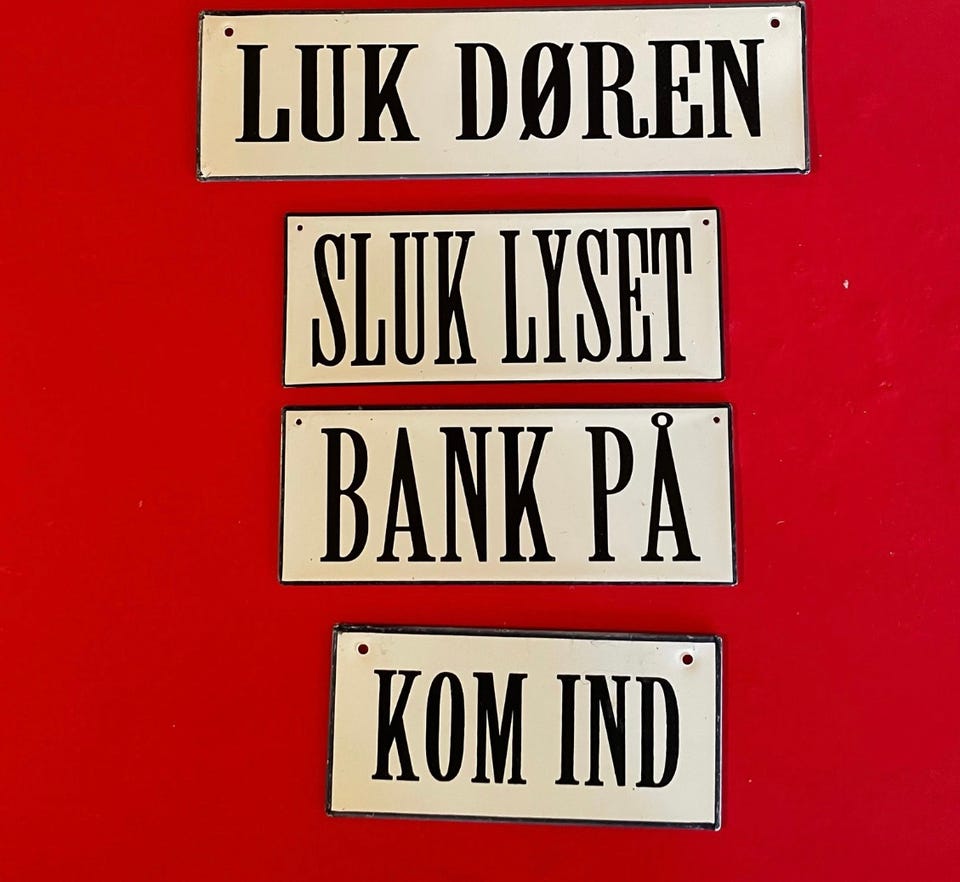 LUK DØREN
SLUK LYSET
BANK PÅ
KOM IND